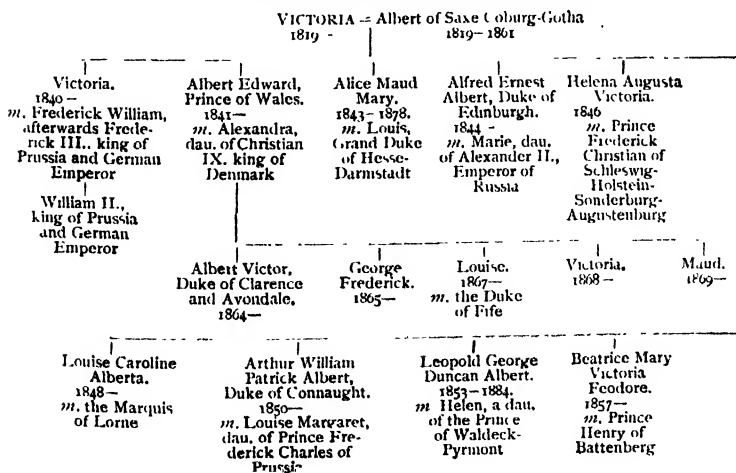 VICTORIA = Albert of Saxe Coburg-Gotha
1819 - 1819–1861
Victoria.
1840 –
m. Frederick William,
afterwards Frede-
rick III., king of
Prussia and German
Emperor
William II.,
king of Prussia
and German
Emperor
Albert Edward,
Prince of Wales.
1841–
m. Alexandra,
dau. of Christian
IX. king of
Denmark
Alice Maud
Mary.
1843- 1878.
m. Louis,
Grand Duke
of Hesse-
Darmstadt
Alfred Ernest
Albert, Duke of
Edinburgh.
1844 -
m. Marie, dau.
of Alexander II.,
Emperor of
Russia
Helena Augusta
Victoria.
1846
m. Prince
Frederick
Christian of
Schleswig-
Holstein-
Sonderburg-
Augustenburg
Albert Victor,
Duke of Clarence
and Avondale.
1864–
George
Frederick.
1865–
Louise.
1867–
m. the Duke
of Fife
Victoria.
1868 –
Maud.
1869–
Louise Caroline
Alberta.
1848–
m. the Marquis
of Lorne
Arthur William
Patrick Albert,
Duke of Connaught.
1850–
m. Louise Margaret,
dau. of Prince Fre-
derick Charles of
Prussia
Leopold George
Duncan Albert.
1853–1884.
m Helen, a dau.
of the Prince
of Waldeck-
Pyrmont
Beatrice Mary
Victoria
Feodore.
1857–
m. Prince
Henry of
Battenberg